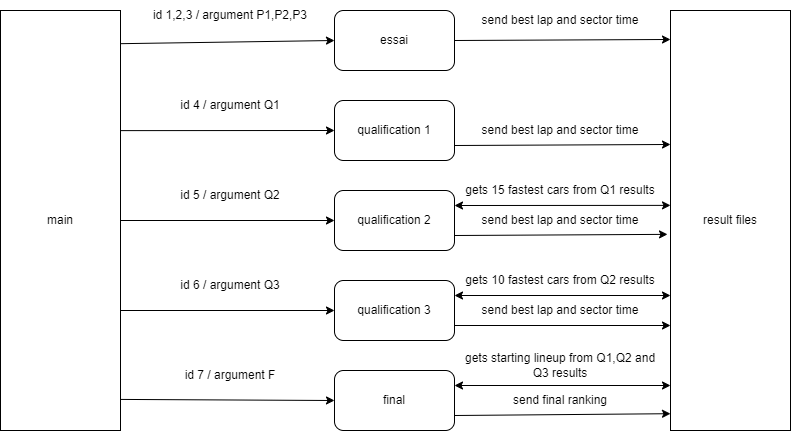 id 1,2,3 / argument P1,P2,P3
send best lap and sector time
essai
id 4 / argument Q1
qualification 1
send best lap and sector time
id 5 / argument Q2
gets 15 fastest cars from Q1 results
main
qualification 2
send best lap and sector time
result files
id 6 / argument Q3
gets 10 fastest cars from Q2 results
qualification 3
send best lap and sector time
id 7 / argument F
gets starting lineup from Q1,Q2 and
Q3 results
final
send final ranking